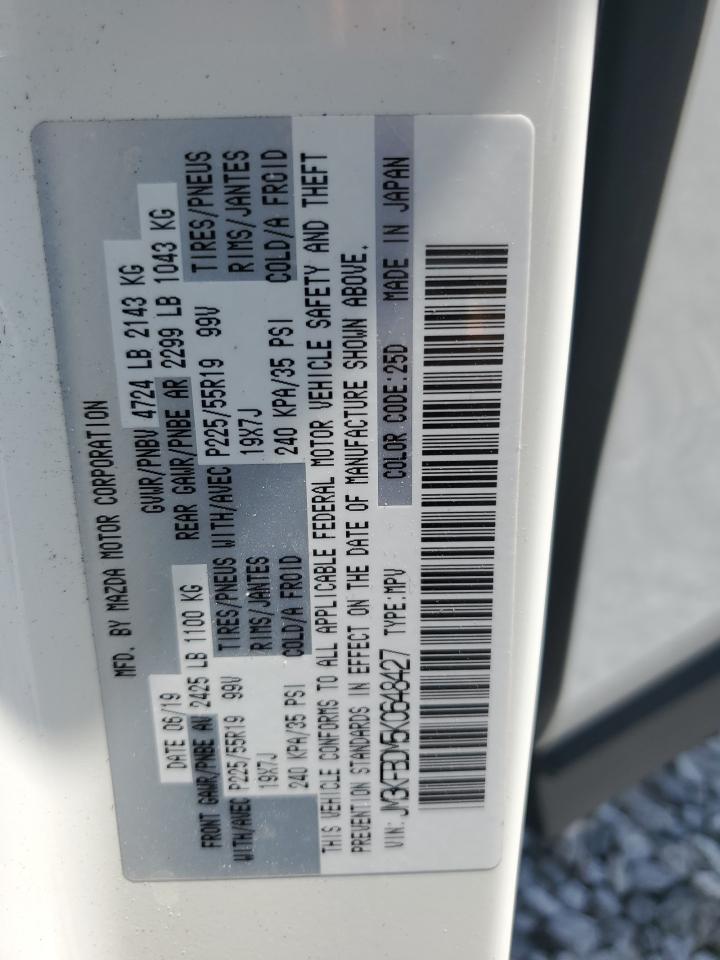 MFD. BY MAZDA MOTOR CORPORATION
DATE 06/19 GVWR/PNBV 4724 LB 2143 KG
FRONT GAWR/PNBE AV 2425 LB 1100 KG REAR GAWR/PNBE AR 2299 LB 1043 KG
WITH/AVEC P225/55R19 99V TIRES/PNEUS WITH/AVEC P225/55R19 99V TIRES/PNEUS
19X7J RIMS/JANTES 19X7J RIMS/JANTES
240 KPA/35 PSI COLD/A FROID 240 KPA/35 PSI COLD/A FROID
THIS VEHICLE CONFORMS TO ALL APPLICABLE FEDERAL MOTOR VEHICLE SAFETY AND THEFT
PREVENTION STANDARDS IN EFFECT ON THE DATE OF MANUFACTURE SHOWN ABOVE.
VIN: JM3KFBDM5K0648427 TYPE:MPV COLOR CODE:25D MADE IN JAPAN